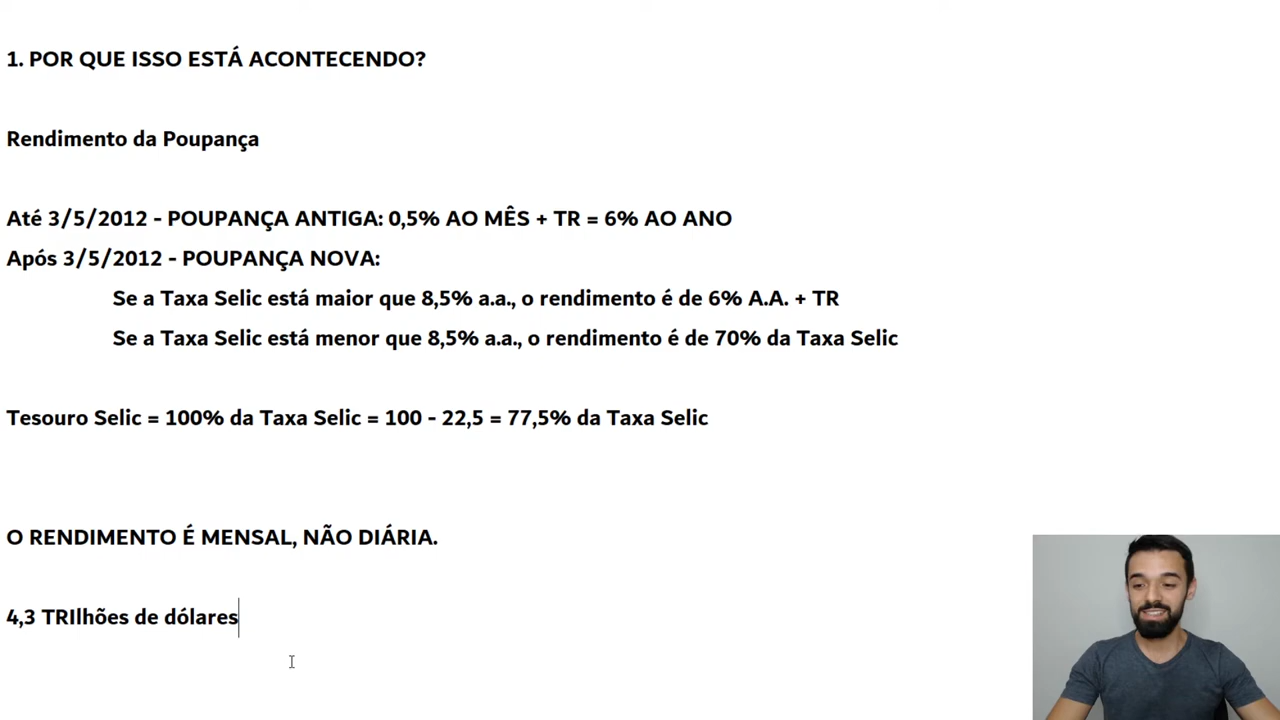 1. POR QUE ISSO ESTÁ ACONTECENDO?
Rendimento da Poupança
Até 3/5/2012 - POUPANÇA ANTIGA: 0,5% AO MÊS + TR = 6% AO ANO
Após 3/5/2012 - POUPANÇA NOVA:
Se a Taxa Selic está maior que 8,5% a.a., o rendimento é de 6% A.A. + TR
Se a Taxa Selic está menor que 8,5% a.a., o rendimento é de 70% da Taxa Selic
Tesouro Selic = 100% da Taxa Selic = 100 - 22,5 = 77,5% da Taxa Selic
O RENDIMENTO É MENSAL, NÃO DIÁRIA.
4,3 TRIlhões de dólares